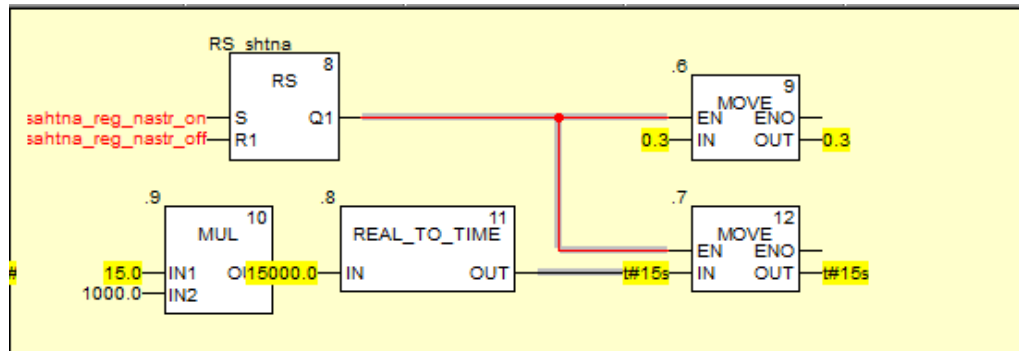 RS_shtna
8
RS
sahtna_reg_nastr_on S Q1
sahtna_reg_nastr_off R1
.6
9
MOVE
EN ENO
0.3 IN OUT 0.3
.9
10
MUL
15.0 IN1
1000.0 IN2
.8
11
REAL_TO_TIME
15000.0 IN OUT
.7
12
MOVE
EN ENO
t#15s IN OUT t#15s